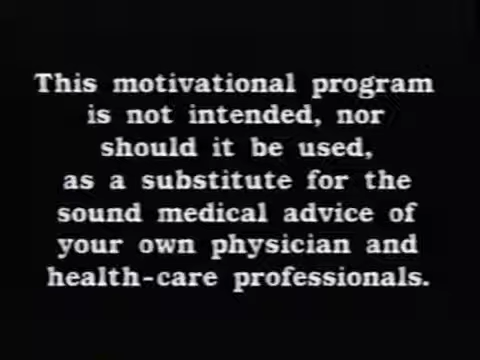 This motivational program
is not intended, nor
should it be used,
as a substitute for the
sound medical advice of
your own physician and
health-care professionals.